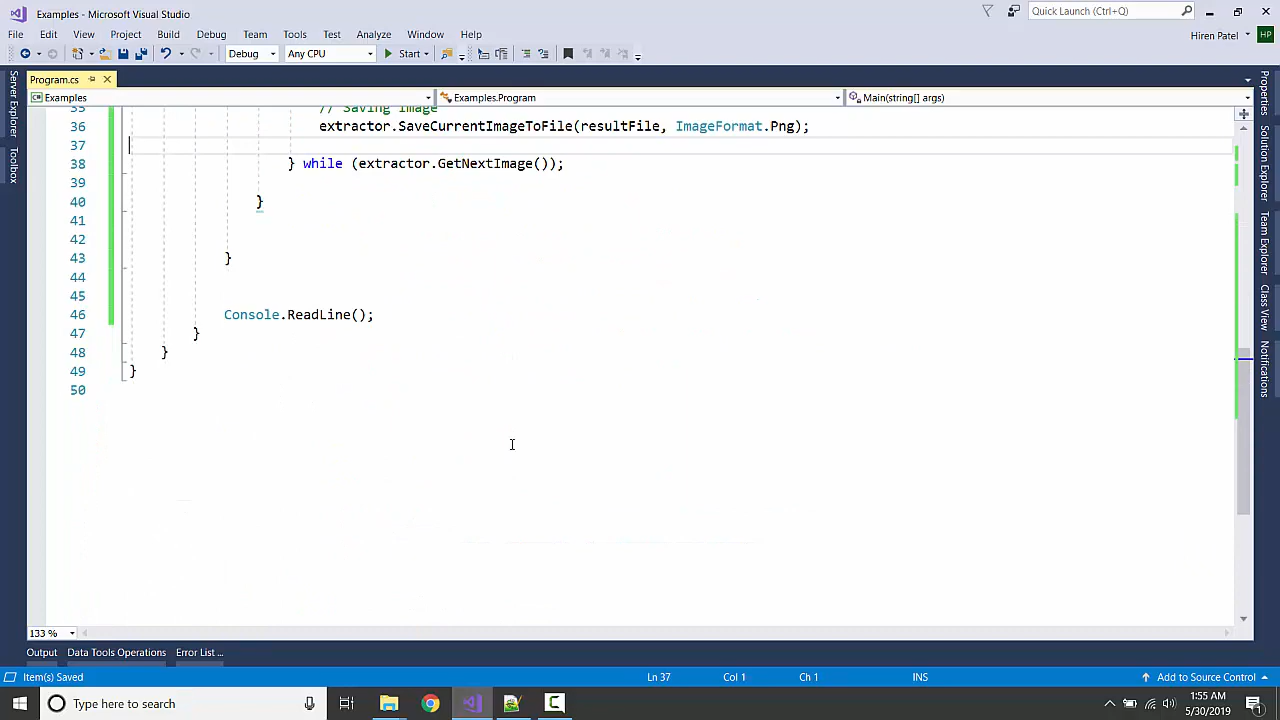 Examples - Microsoft Visual Studio
Quick Launch (Ctrl+Q)
File Edit View Project Build Debug Team Tools Test Analyze Window Help
Hiren Patel HP
Debug Any CPU Start
Server Explorer
Toolbox
Program.cs
Examples Examples.Program Main(string[] args)
35 // Saving Image
36 extractor.SaveCurrentImageToFile(resultFile, ImageFormat.Png);
37
38 } while (extractor.GetNextImage());
39
40 }
41
42
43 }
44
45
46 Console.ReadLine();
47 }
48 }
49 }
50
Properties
Solution Explorer
Team Explorer
Class View
Notifications
133 %
Output Data Tools Operations Error List ...
Item(s) Saved Ln 37 Col 1 Ch 1 INS Add to Source Control
Type here to search
1:55 AM
5/30/2019
1